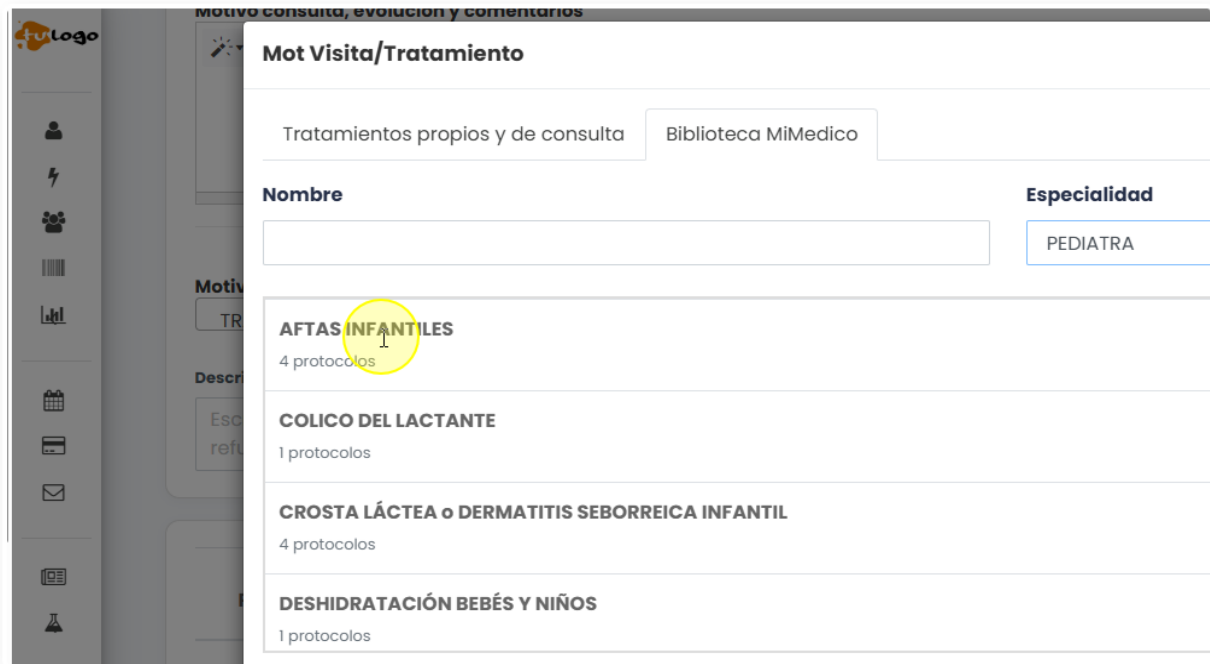 Motivo consulta, evolución y comentarios
tu logo
Mot Visita/Tratamiento
Tratamientos propios y de consulta
Biblioteca MiMedico
Nombre
Especialidad
PEDIATRA
Motiv
TR
AFTAS INFANTILES
4 protocolos
Descri
Esc
refu
COLICO DEL LACTANTE
1 protocolos
CROSTA LÁCTEA o DERMATITIS SEBORREICA INFANTIL
4 protocolos
DESHIDRATACIÓN BEBÉS Y NIÑOS
1 protocolos